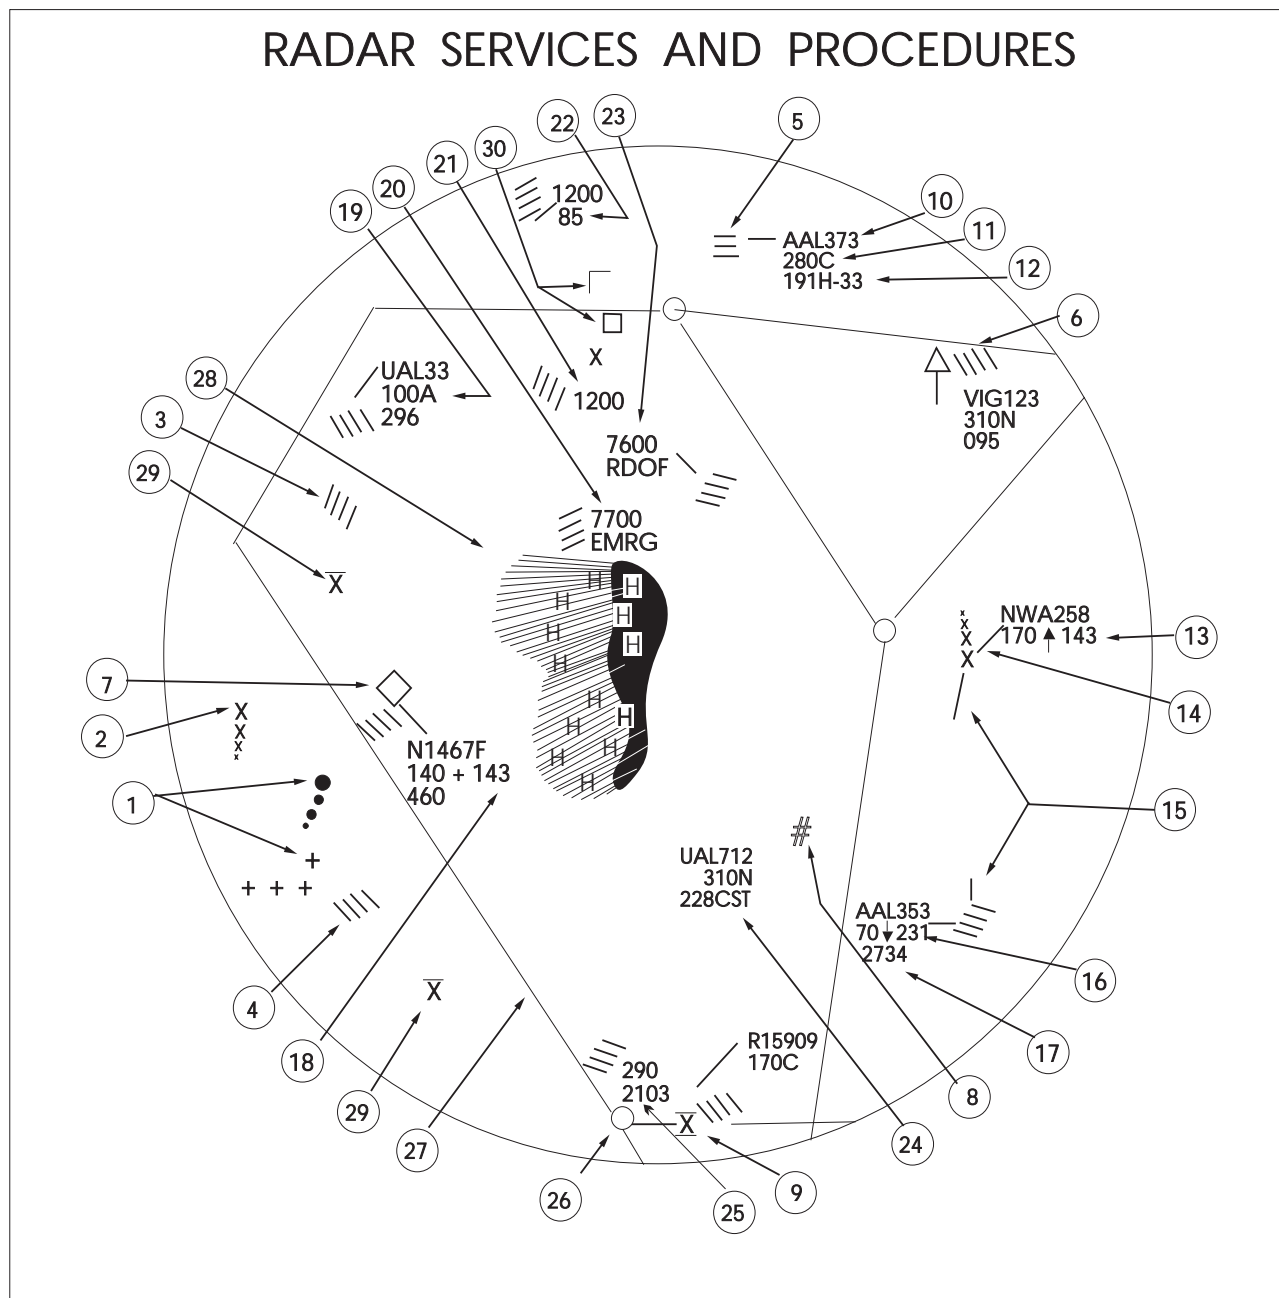 RADAR SERVICES AND PROCEDURES
22
23
5
30
21
20
19
1200
85
10
11
12
AAL373
280C
191H-33
6
X
UAL33
100A
296
1200
VIG123
310N
095
28
3
29
7600
RDOF
7700
EMRG
X
H
H
H
H
H
H
H
H
H
H
H
H
H
H
x
x
x
X
NWA258
170 143
13
14
7
2
X
X
x
x
N1467F
140 + 143
460
1
+
+ + +
15
#
UAL712
310N
228CST
AAL353
70 231
2734
16
17
4
X
18
29
27
290
2103
R15909
170C
X
8
24
9
26
25